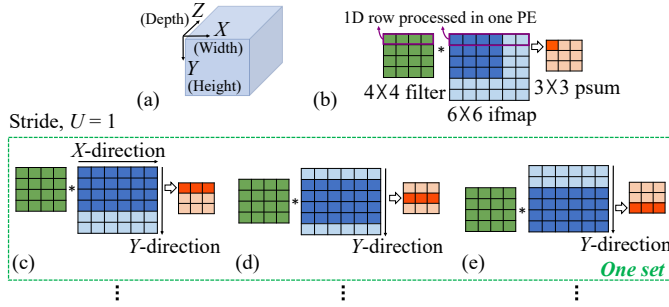 Z
(Depth)
X
(Width)
Y
(Height)
(a)
1D row processed in one PE
*
(b)
4X4 filter
6X6 ifmap
3X3 psum
Stride, U = 1
X-direction
*
Y-direction
(c)
*
Y-direction
(d)
*
Y-direction
(e)
One set